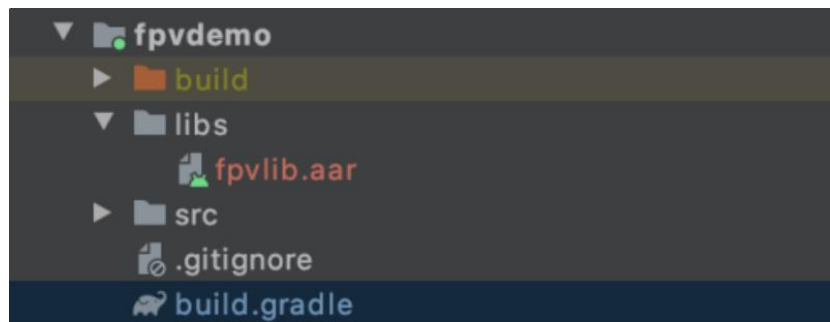 fpvdemo
build
libs
fpvlib.aar
src
.gitignore
build.gradle